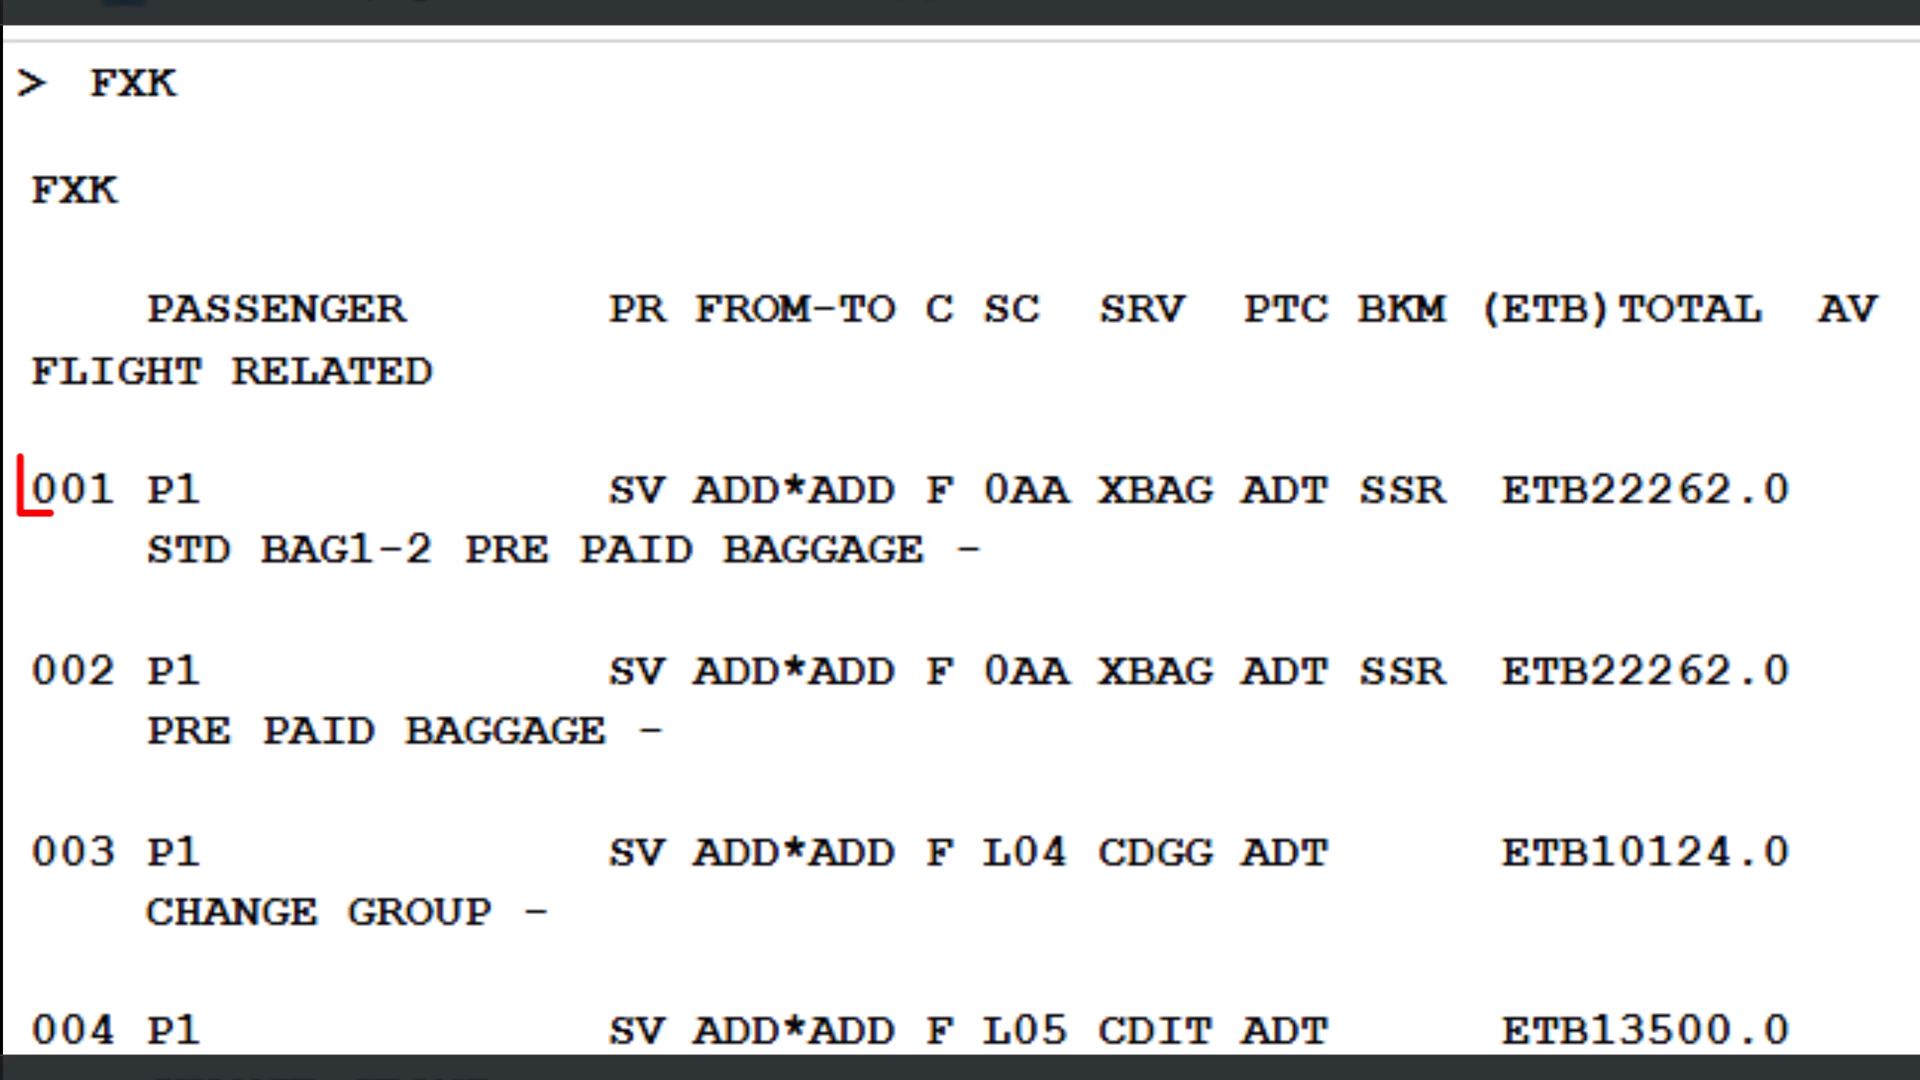 > FXK
FXK
PASSENGER PR FROM-TO C SC SRV PTC BKM (ETB)TOTAL AV
FLIGHT RELATED
001 P1 SV ADD*ADD F 0AA XBAG ADT SSR ETB22262.0
STD BAG1-2 PRE PAID BAGGAGE -
002 P1 SV ADD*ADD F 0AA XBAG ADT SSR ETB22262.0
PRE PAID BAGGAGE -
003 P1 SV ADD*ADD F L04 CDGG ADT ETB10124.0
CHANGE GROUP -
004 P1 SV ADD*ADD F L05 CDIT ADT ETB13500.0